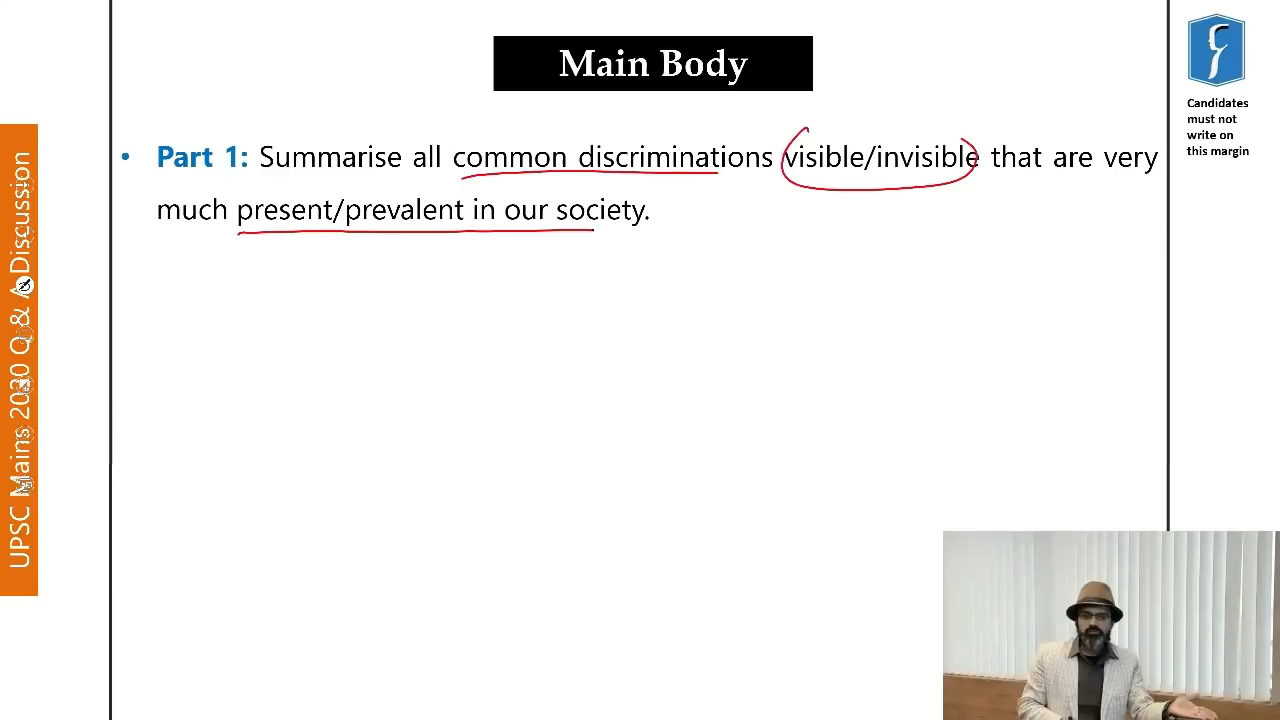 Main Body
• Part 1: Summarise all common discriminations visible/invisible that are very
much present/prevalent in our society.
Candidates
must not
write on
this margin
UPSC Mains 2020 Q & A Discussion